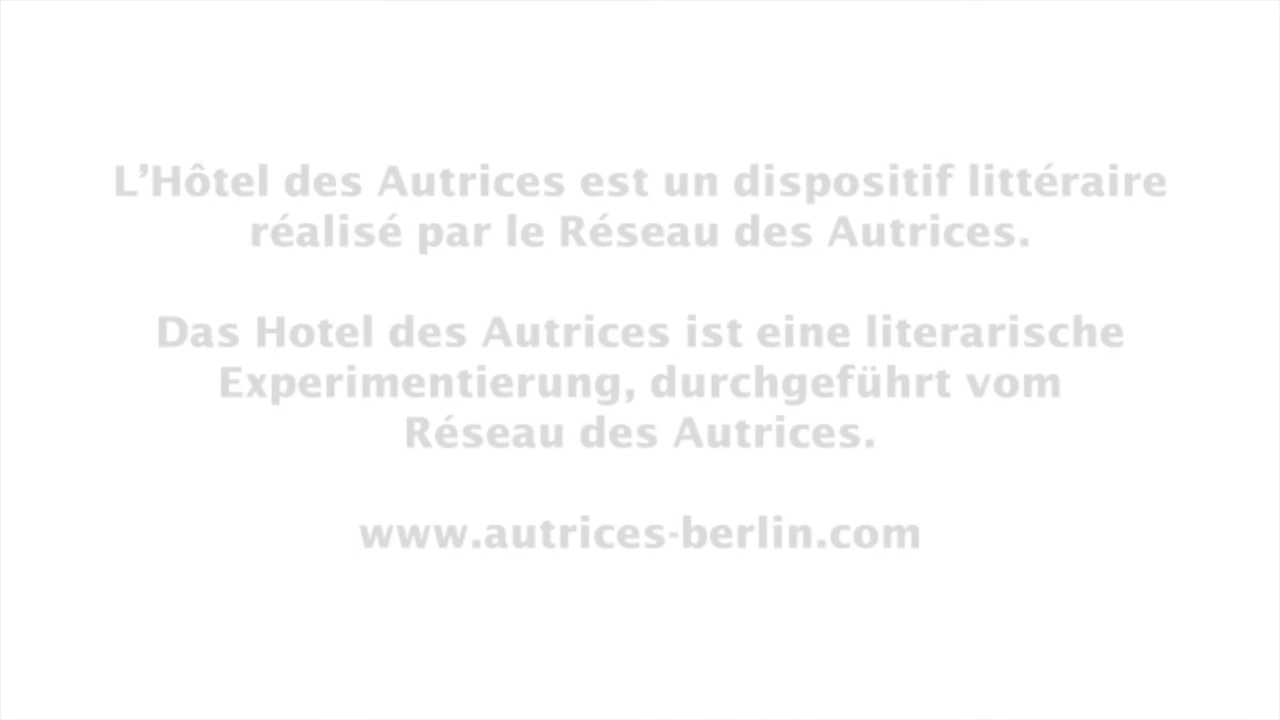 L’Hôtel des Autrices est un dispositif littéraire
réalisé par le Réseau des Autrices.
Das Hotel des Autrices ist eine literarische
Experimentierung, durchgeführt vom
Réseau des Autrices.
www.autrices-berlin.com